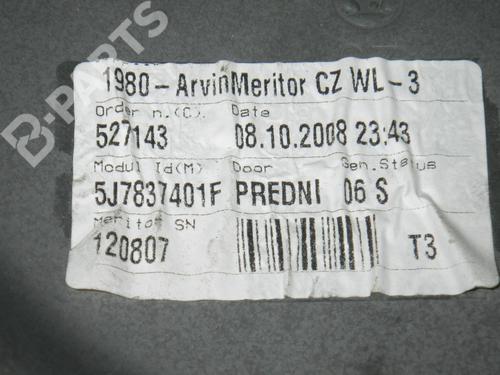 B-PARTS
1980-ArvinMeritor CZ WL-3
Order n.(C). Date
527143 08.10.2008 23:43
Modul Id(M) Door Gen.Status
5J7837401F PREDNI 06 S
Meritor SN
120807 T3